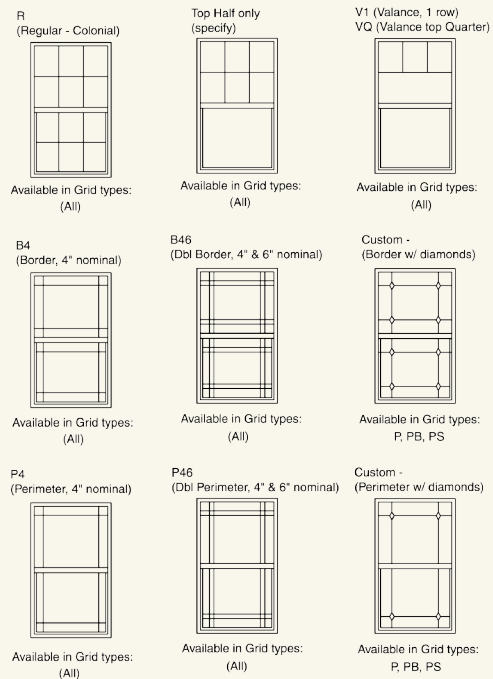 R
(Regular - Colonial)
Available in Grid types:
(All)
Top Half only
(specify)
Available in Grid types:
(All)
V1 (Valance, 1 row)
VQ (Valance top Quarter)
Available in Grid types:
(All)
B4
(Border, 4" nominal)
Available in Grid types:
(All)
B46
(Dbl Border, 4" & 6" nominal)
Available in Grid types:
(All)
Custom -
(Border w/ diamonds)
Available in Grid types:
P, PB, PS
P4
(Perimeter, 4" nominal)
Available in Grid types:
(All)
P46
(Dbl Perimeter, 4" & 6" nominal)
Available in Grid types:
(All)
Custom -
(Perimeter w/ diamonds)
Available in Grid types:
P, PB, PS